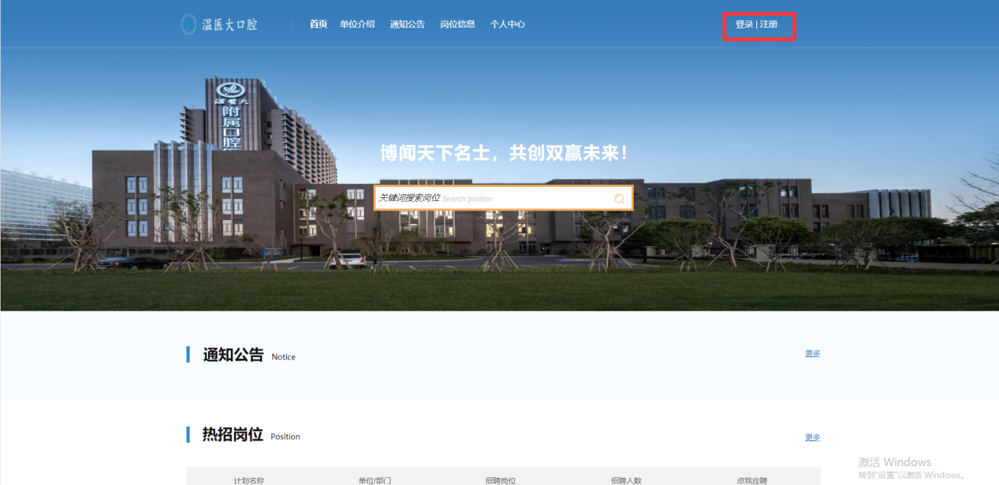 温医大口腔
首页 单位介绍 通知公告 岗位信息 个人中心
登录 | 注册
温医大
附属口腔
博闻天下名士，共创双赢未来！
关键词搜索岗位 Search postion
通知公告 Notice
更多
热招岗位 Position
更多
计划名称 单位/部门 招聘岗位 招聘人数 点我应聘
激活 Windows
转到"设置"以激活 Windows。